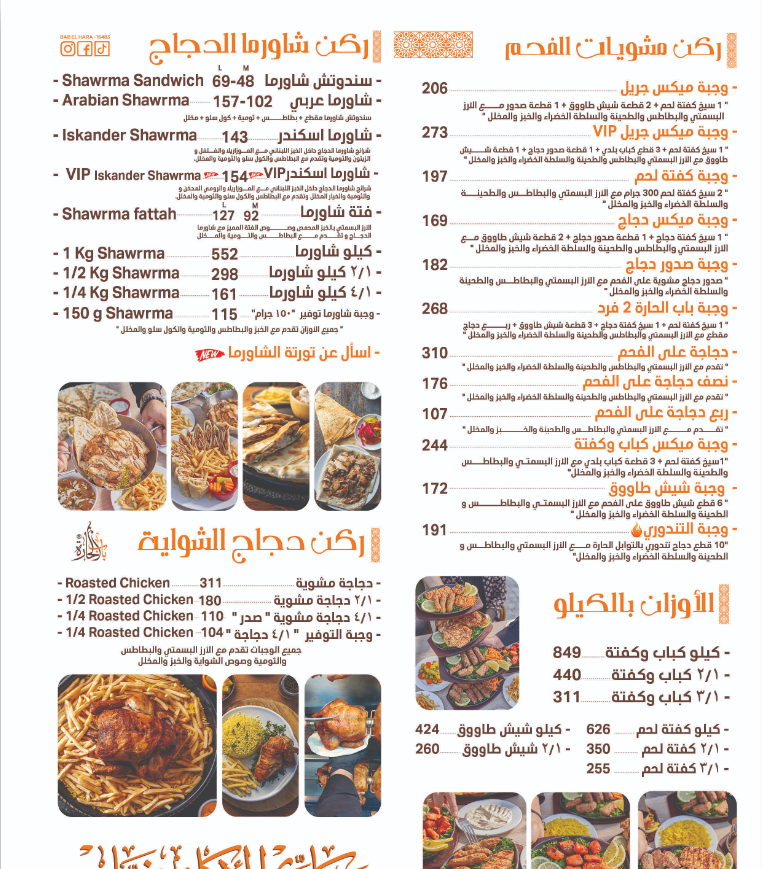 ركن مشويات الفحم
- وجبة ميكس جريل 206
" 1 سيخ كفتة لحم + 2 قطعة شيش طاووق + 1 قطعة صدور مع الارز
البسمتي والبطاطس والطحينة والسلطة الخضراء والخبز والمخلل "
- وجبة ميكس جريل VIP 273
" 1 سيخ كفتة لحم + 3 قطع كباب بلدي + 1 قطعة صدور دجاج + 1 قطعة شيش
طاووق مع الارز البسمتي والبطاطس والطحينة والسلطة الخضراء والخبز والمخلل "
- وجبة كفتة لحم 197
" 2 سيخ كفتة لحم 300 جرام مع الارز البسمتي والبطاطس والطحينة
والسلطة الخضراء والخبز والمخلل "
- وجبة ميكس دجاج 169
" 1 سيخ كفتة دجاج + 1 قطعة صدور دجاج + 2 قطعة شيش طاووق مع
الارز البسمتي والبطاطس والطحينة والسلطة الخضراء والخبز والمخلل "
- وجبة صدور دجاج 182
" صدور دجاج مشوية على الفحم مع الارز البسمتي والبطاطس والطحينة
والسلطة الخضراء والخبز والمخلل "
- وجبة باب الحارة 2 فرد 268
" 1 سيخ كفتة لحم + 1 سيخ كفتة دجاج + 3 قطعة شيش طاووق + ربع دجاج
مقطع مع الارز البسمتي والبطاطس والطحينة والسلطة الخضراء والخبز والمخلل "
- دجاجة على الفحم 310
" تقدم مع الارز البسمتي والبطاطس والطحينة والسلطة الخضراء والخبز والمخلل "
- نصف دجاجة على الفحم 176
" تقدم مع الارز البسمتي والبطاطس والطحينة والسلطة الخضراء والخبز والمخلل "
- ربع دجاجة على الفحم 107
" تقدم مع الارز البسمتي والبطاطس والطحينة والخبز والمخلل "
- وجبة ميكس كباب وكفتة 244
"1سيخ كفتة لحم + 3 قطعة كباب بلدي مع الارز البسمتي والبطاطس
والطحينة والسلطة الخضراء والخبز والمخلل "
- وجبة شيش طاووق 172
" 6 قطع شيش طاووق على الفحم مع الارز البسمتي والبطاطس و
الطحينة والسلطة الخضراء والخبز والمخلل "
- وجبة التندوري 191
"10 قطع دجاج تندوري بالتوابل الحارة مع الارز البسمتي والبطاطس و
الطحينة والسلطة الخضراء والخبز والمخلل "
الأوزان بالكيلو
- كيلو كباب وكفتة 849
- ٢/١ كباب وكفتة 440
- ٣/١ كباب وكفتة 311
- كيلو كفتة لحم 626
- ٢/١ كفتة لحم 350
- ٣/١ كفتة لحم 255
- كيلو شيش طاووق 424
- ٢/١ شيش طاووق 260
BAB EL HARA - 15483
ركن شاورما الدجاج
L M
- سندوتش شاورما 48-69 Shawrma Sandwich -
- شاورما عربي 102-157 Arabian Shawrma -
سندوتش شاورما مقطع + بطاطس + ثومية + كول سلو + مخلل
- شاورما اسكندر 143 Iskander Shawrma -
شرائح شاورما الدجاج داخل الخبز اللبناني مع الموزاريلا والفلفل و
الزيتون والثومية وتقدم مع البطاطس والكول سلو والثومية والمخلل
- شاورما اسكندرVIP NEW 154 NEW VIP Iskander Shawrma -
شرائح شاورما الدجاج داخل الخبز اللبناني مع الموزاريلا والرومي المدخن و
والثومية والخيار المخلل وتقدم مع البطاطس والكول سلو والثومية والمخلل
L M
- فتة شاورما 92 127 Shawrma fattah -
الارز البسمتي بالخبز المحمص وصوص الفتة المميز مع شاورما
الدجاج و تقدم مع البطاطس والثومية والمخلل
- كيلو شاورما 552 1 Kg Shawrma -
- ٢/١ كيلو شاورما 298 1/2 Kg Shawrma -
- ٤/١ كيلو شاورما 161 1/4 Kg Shawrma -
- وجبة شاورما توفير "١٥٠ جرام" 115 150 g Shawrma -
" جميع الاوزان تقدم مع الخبز والبطاطس والثومية والكول سلو والمخلل "
- اسأل عن تورتة الشاورما NEW
ركن دجاج الشواية
باب الحارة
- دجاجة مشوية 311 Roasted Chicken -
- ٢/١ دجاجة مشوية 180 1/2 Roasted Chicken -
- ٤/١ دجاجة مشوية " صدر " 110 1/4 Roasted Chicken -
- وجبة التوفير " ٤/١ دجاجة " 104 1/4 Roasted Chicken -
جميع الوجبات تقدم مع الارز البسمتي والبطاطس
والثومية وصوص الشواية والخبز والمخلل